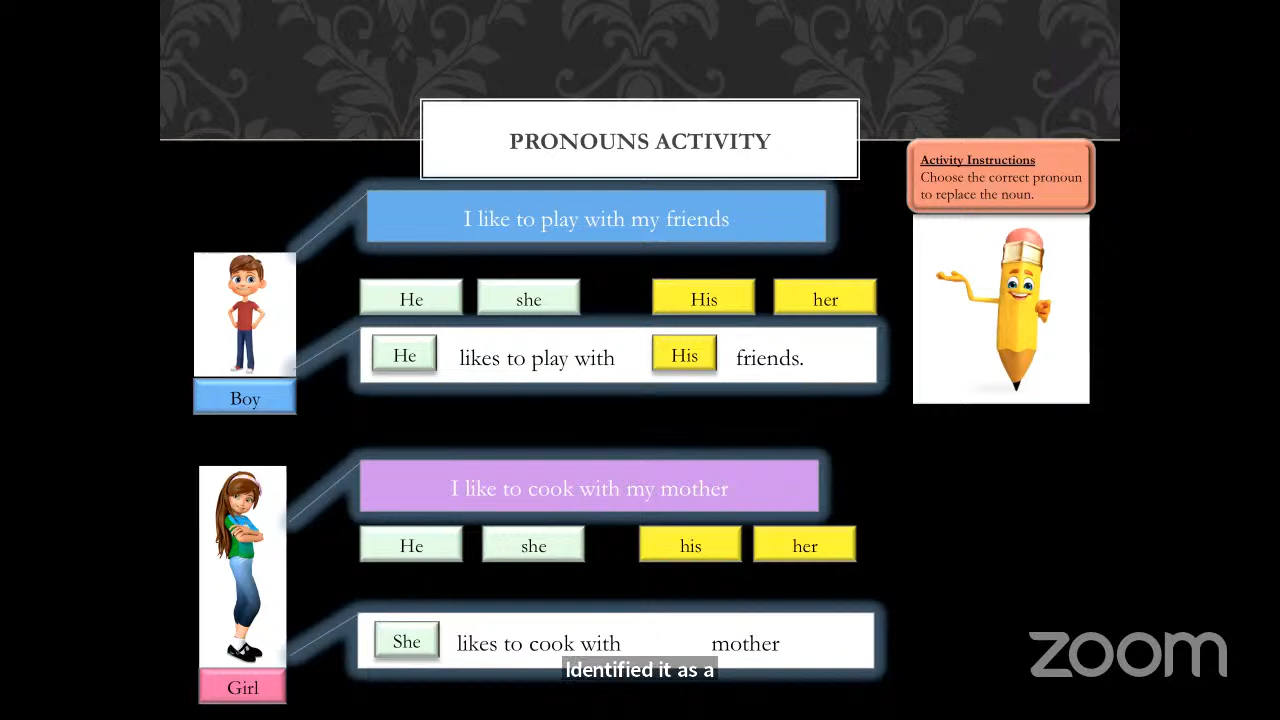 PRONOUNS ACTIVITY
Activity Instructions
Choose the correct pronoun
to replace the noun.
I like to play with my friends
He she His her
He likes to play with His friends.
Boy
I like to cook with my mother
He she his her
She likes to cook with mother
Identified it as a
Girl
zoom